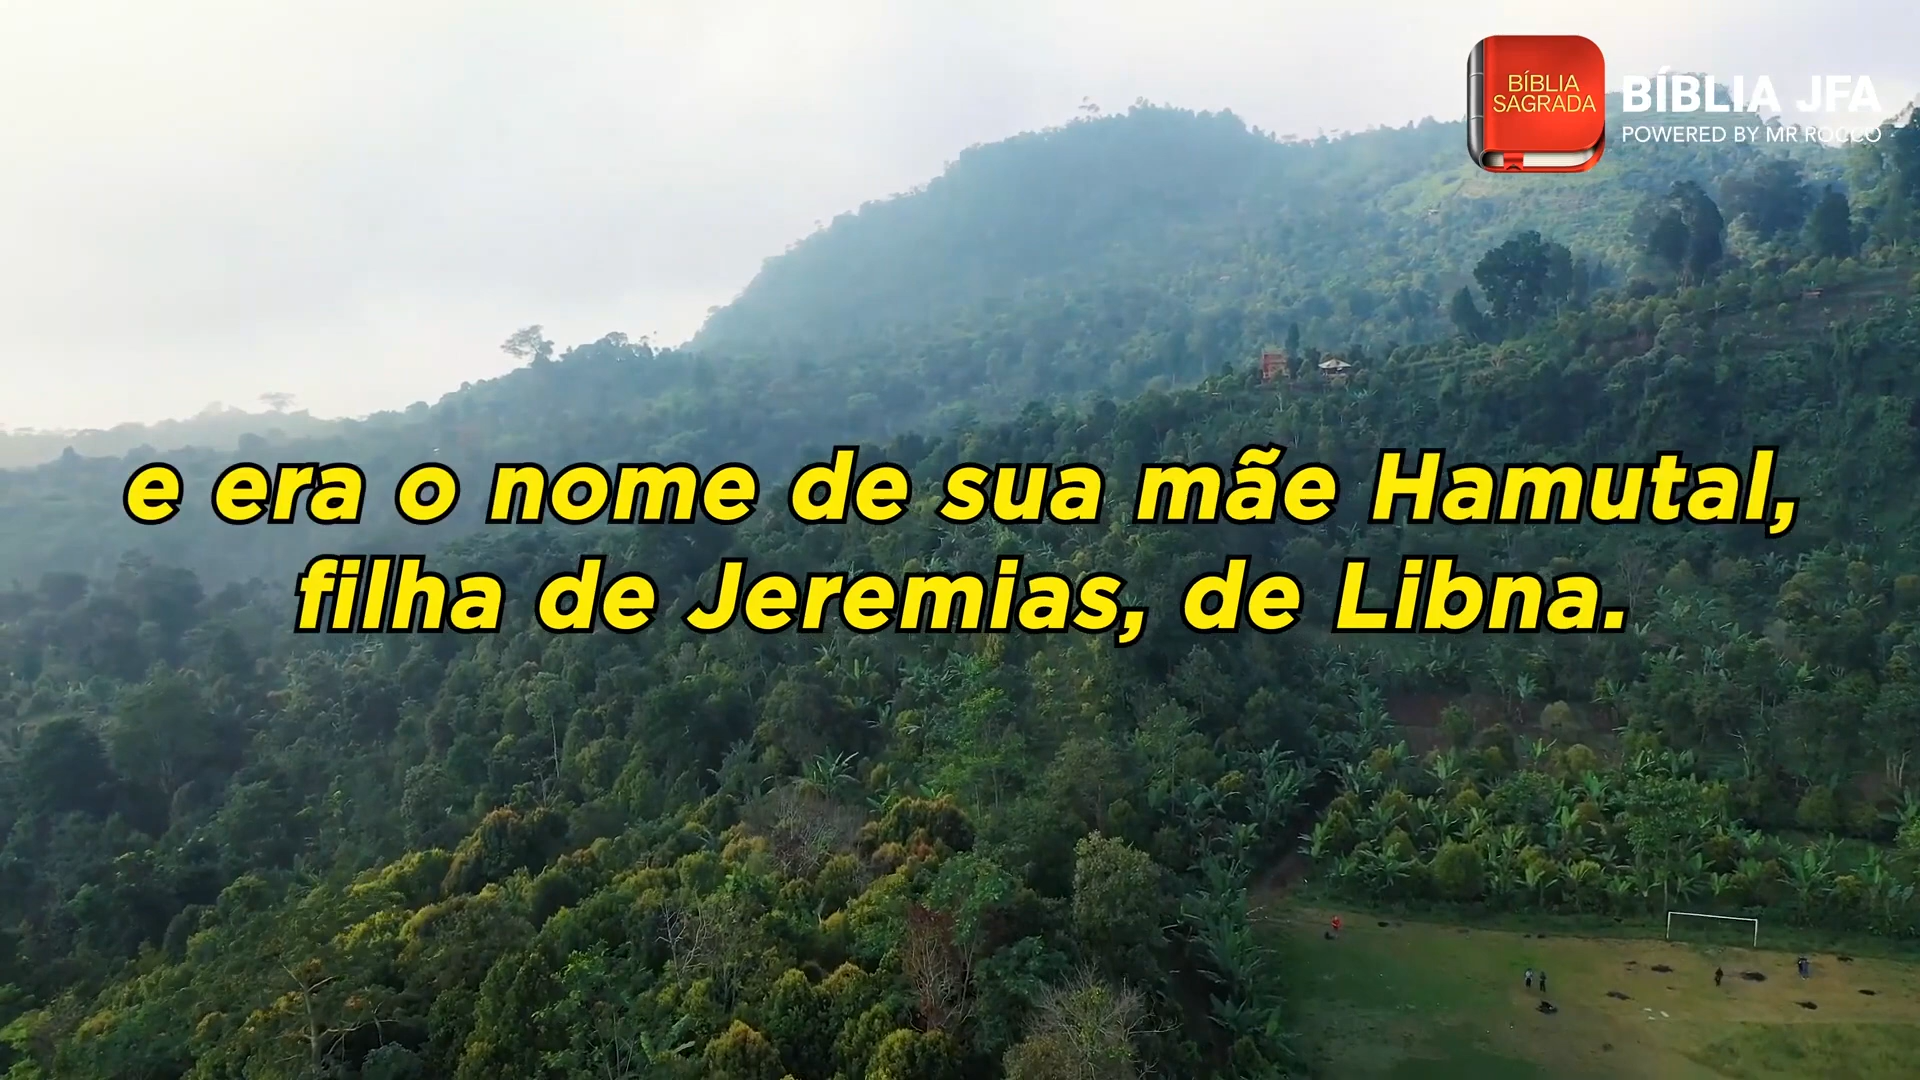 BÍBLIA
SAGRADA
BÍBLIA JFA
POWERED BY MR ROCCO
e era o nome de sua mãe Hamutal,
filha de Jeremias, de Libna.